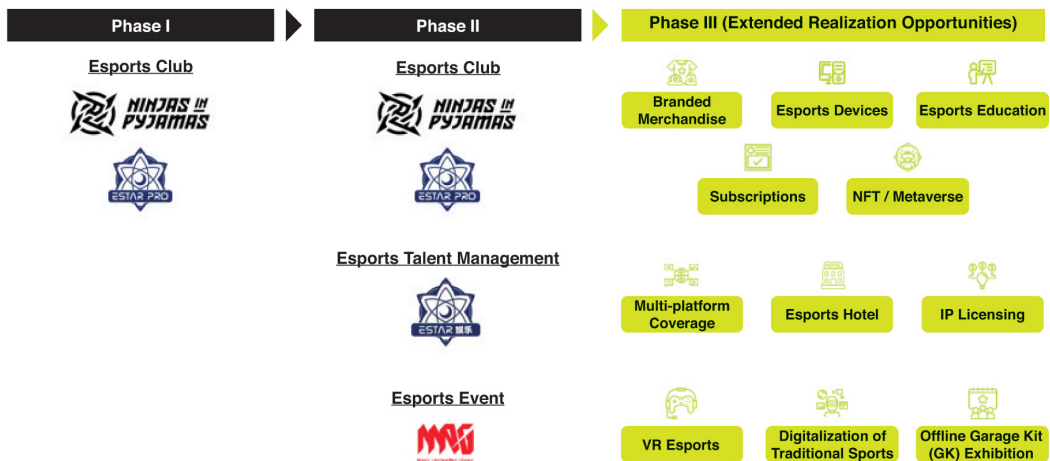 Phase I
Phase II
Phase III (Extended Realization Opportunities)
Esports Club
Esports Club
NINJAS IN
PYJAMAS
NINJAS IN
PYJAMAS
ESTAR PRO
ESTAR PRO
Branded
Merchandise
Esports Devices
Esports Education
Subscriptions
NFT / Metaverse
Esports Talent Management
ESTAR 娱乐
Multi-platform
Coverage
Esports Hotel
IP Licensing
Esports Event
VR Esports
Digitalization of
Traditional Sports
Offline Garage Kit
(GK) Exhibition